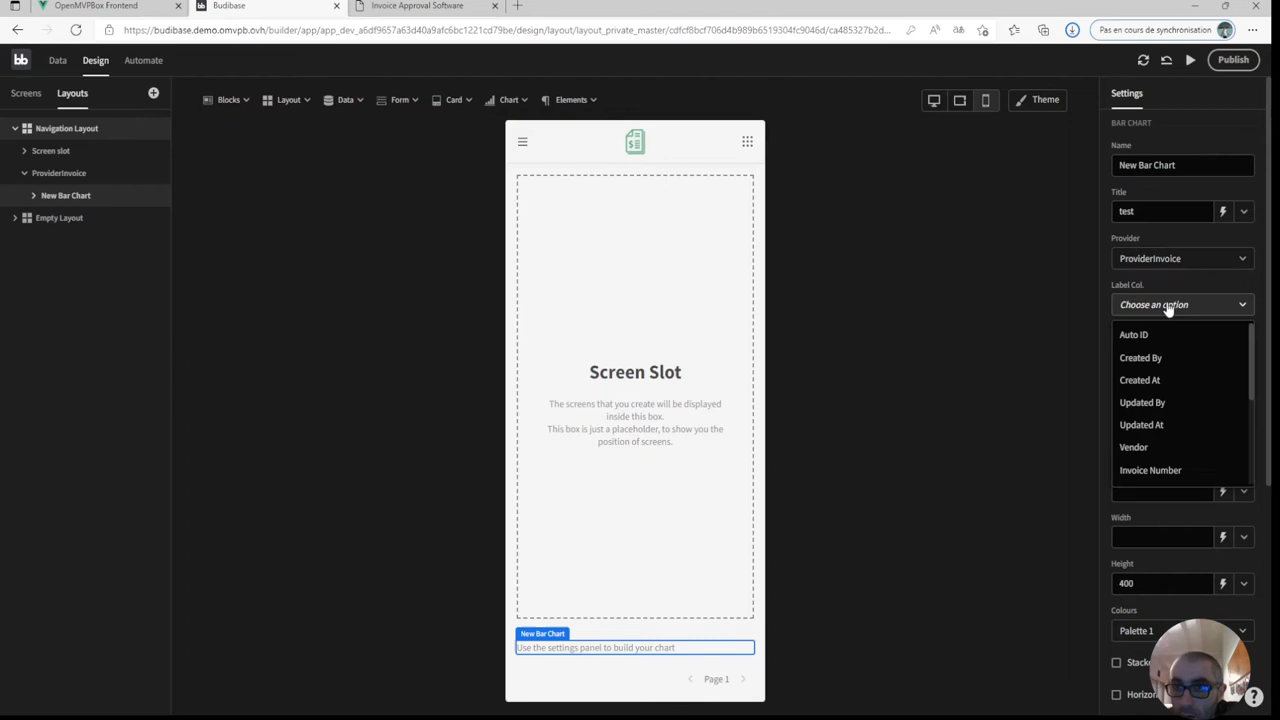 OpenMVPBox Frontend
Budibase
Invoice Approval Software
https://budibase.demo.omvpb.ovh/builder/app/app_dev_a6df9657a63d40a9afc6bc1221cd79be/design/layout/layout_private_master/cdfcf8bcf5047d6d4b989b6519304fc9046d/ca485327b2d...
Pas en cours de synchronisation
bb
Data
Design
Automate
Publish
Screens
Layouts
Navigation Layout
Screen slot
ProviderInvoice
New Bar Chart
Empty Layout
Blocks
Layout
Data
Form
Card
Chart
Elements
Theme
Screen Slot
The screens that you create will be displayed
inside this box.
This box is just a placeholder, to show you the
position of screens.
New Bar Chart
Use the settings panel to build your chart
Page 1
Settings
BAR CHART
Name
New Bar Chart
Title
test
Provider
ProviderInvoice
Label Col.
Choose an option
Auto ID
Created By
Created At
Updated By
Updated At
Vendor
Invoice Number
Width
Height
400
Colours
Palette 1